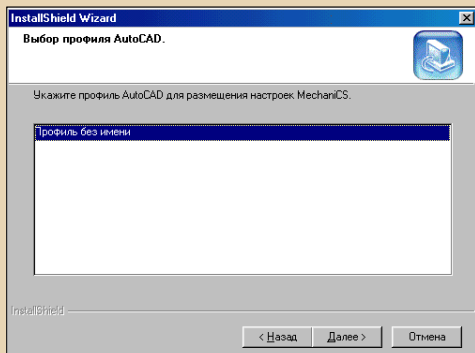 InstallShield Wizard
Выбор профиля AutoCAD.
Укажите профиль AutoCAD для размещения настроек MechaniCS.
Профиль без имени
InstallShield
< Назад Далее > Отмена